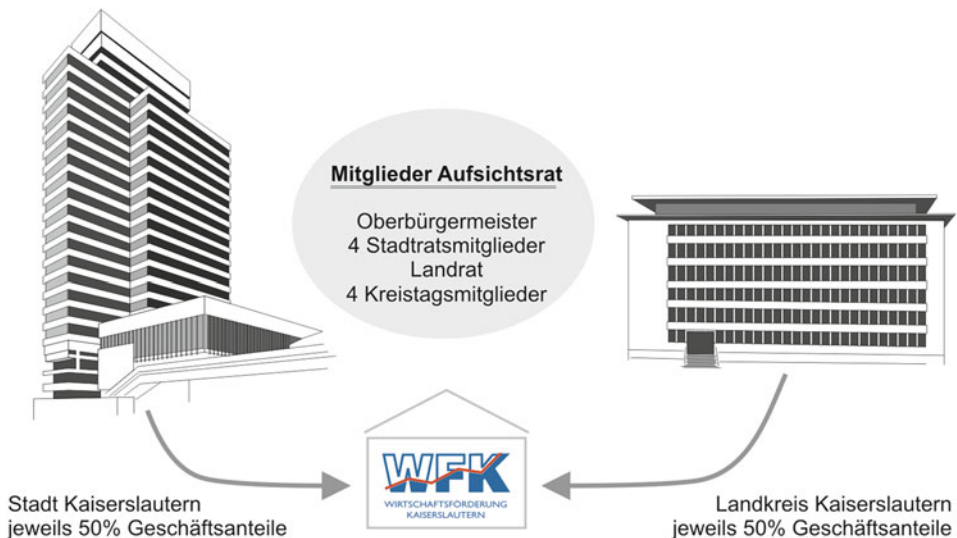 Mitglieder Aufsichtsrat
Oberbürgermeister
4 Stadtratsmitglieder
Landrat
4 Kreistagsmitglieder
WFK
WIRTSCHAFTSFÖRDERUNG
KAISERSLAUTERN
Stadt Kaiserslautern
jeweils 50% Geschäftsanteile
Landkreis Kaiserslautern
jeweils 50% Geschäftsanteile